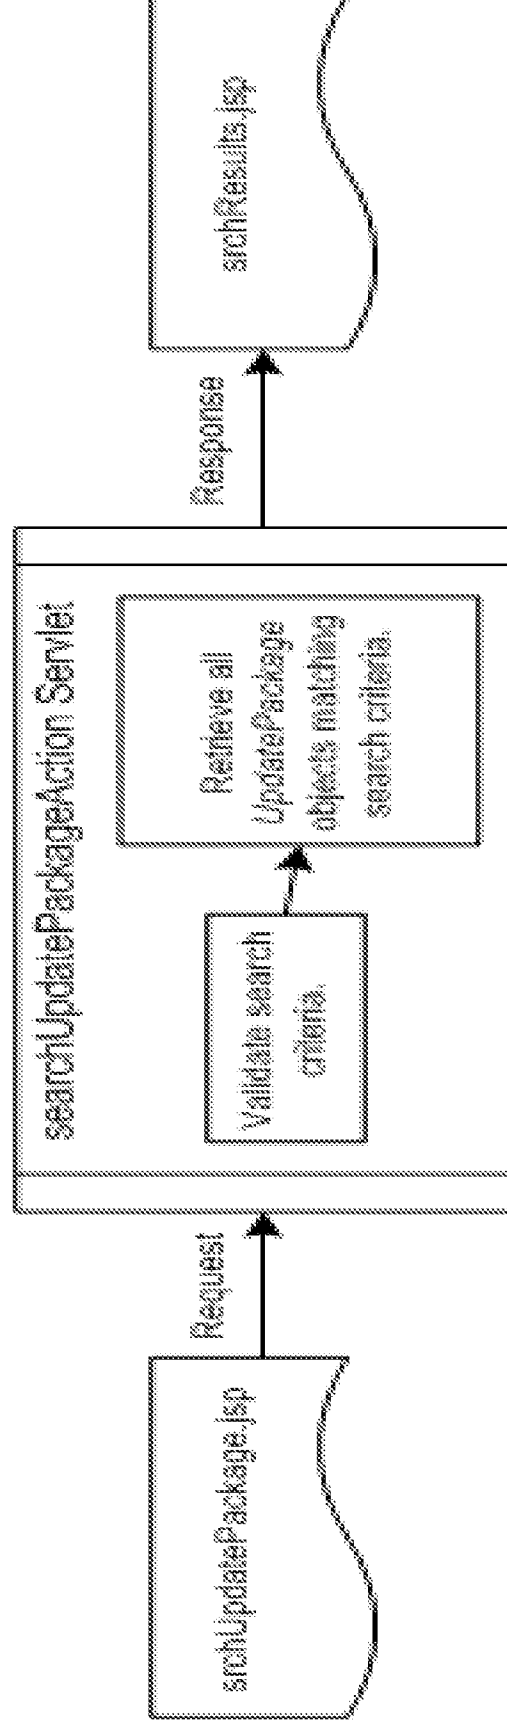 srchUpdatePackage.jsp
Request
searchUpdatePackageAction Servlet
Validate search
criteria.
Retrieve all
UpdatePackage
objects matching
search criteria.
Response
srchResults.jsp